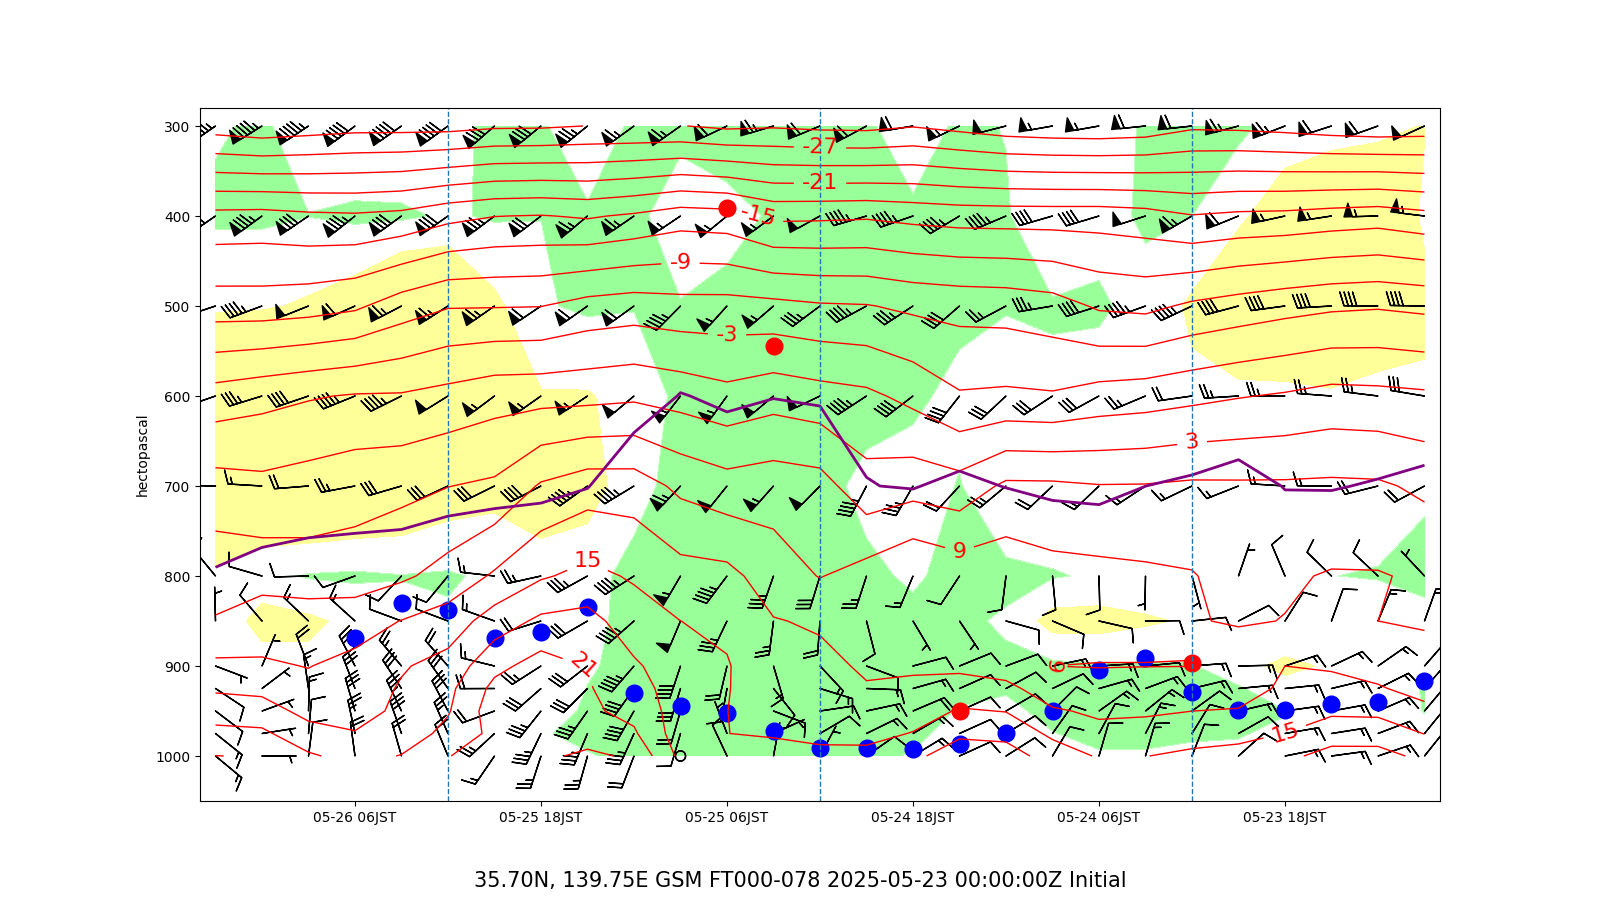 300
400
500
600
700
800
900
1000
hectopascal
-27
-21
-15
-9
-3
3
9
15
21
9
15
05-26 06JST
05-25 18JST
05-25 06JST
05-24 18JST
05-24 06JST
05-23 18JST
35.70N, 139.75E GSM FT000-078 2025-05-23 00:00:00Z Initial